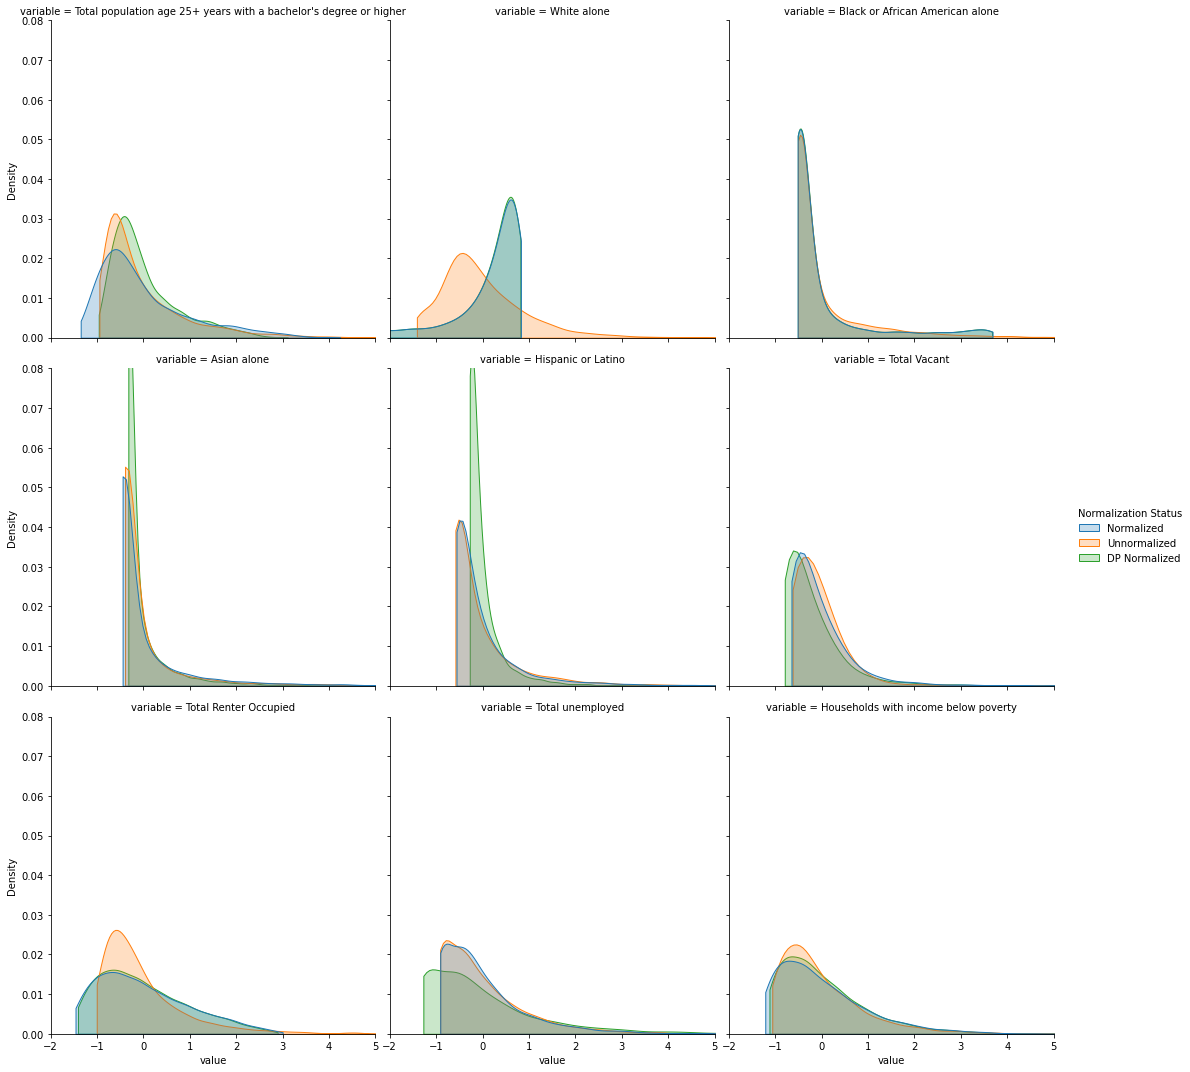 variable = Total population age 25+ years with a bachelor's degree or higher
variable = White alone
variable = Black or African American alone
0.08
0.07
0.06
0.05
0.04
0.03
0.02
0.01
0.00
Density
variable = Asian alone
variable = Hispanic or Latino
variable = Total Vacant
0.08
0.07
0.06
0.05
0.04
0.03
0.02
0.01
0.00
Density
Normalization Status
Normalized
Unnormalized
DP Normalized
variable = Total Renter Occupied
variable = Total unemployed
variable = Households with income below poverty
0.08
0.07
0.06
0.05
0.04
0.03
0.02
0.01
0.00
Density
−2 −1 0 1 2 3 4 5
value
−2 −1 0 1 2 3 4 5
value
−2 −1 0 1 2 3 4 5
value